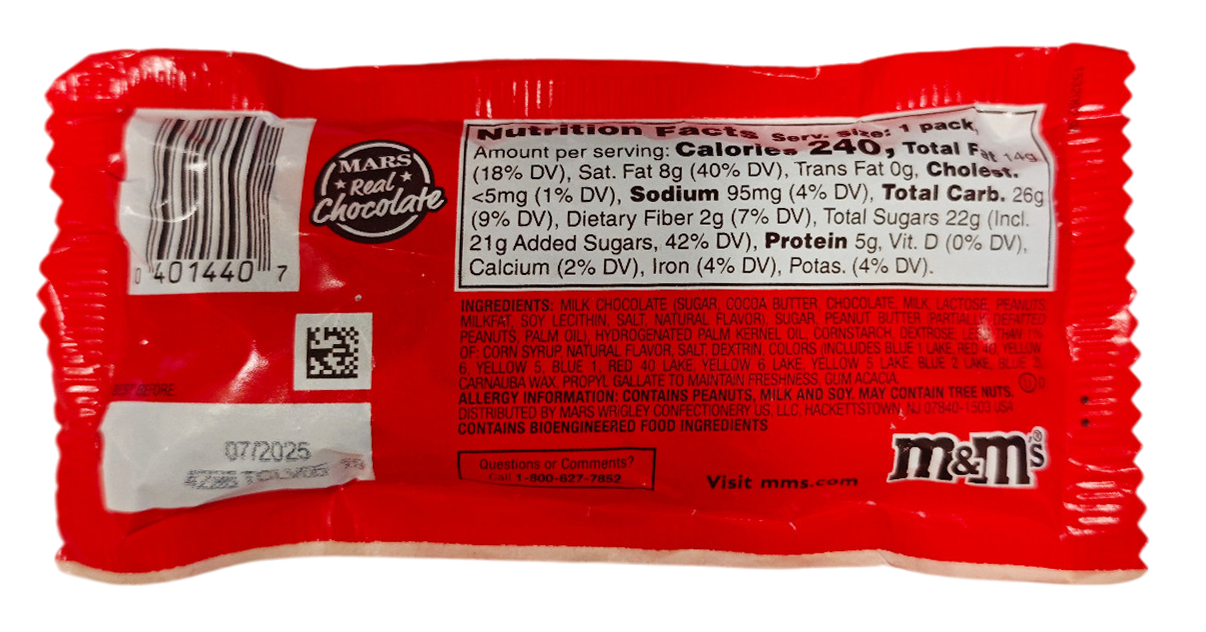 0 401440 7
MARS
Real
Chocolate
BEST BEFORE
07/2025
Nutrition Facts Serv. size: 1 pack,
Amount per serving: Calories 240, Total Fat 14g
(18% DV), Sat. Fat 8g (40% DV), Trans Fat 0g, Cholest.
<5mg (1% DV), Sodium 95mg (4% DV), Total Carb. 26g
(9% DV), Dietary Fiber 2g (7% DV), Total Sugars 22g (Incl.
21g Added Sugars, 42% DV), Protein 5g, Vit. D (0% DV),
Calcium (2% DV), Iron (4% DV), Potas. (4% DV).
INGREDIENTS: MILK CHOCOLATE (SUGAR, COCOA BUTTER, CHOCOLATE, MILK, LACTOSE, PEANUTS,
MILKFAT, SOY LECITHIN, SALT, NATURAL FLAVOR), SUGAR, PEANUT BUTTER (PARTIALLY DEFATTED
PEANUTS, PALM OIL), HYDROGENATED PALM KERNEL OIL, CORNSTARCH, DEXTROSE, LESS THAN 1%
OF: CORN SYRUP, NATURAL FLAVOR, SALT, DEXTRIN, COLORS (INCLUDES BLUE 1 LAKE, RED 40, YELLOW
6, YELLOW 5, BLUE 1, RED 40 LAKE, YELLOW 6 LAKE, YELLOW 5 LAKE, BLUE 2 LAKE, BLUE
CARNAUBA WAX, PROPYL GALLATE TO MAINTAIN FRESHNESS, GUM ACACIA.
ALLERGY INFORMATION: CONTAINS PEANUTS, MILK AND SOY. MAY CONTAIN TREE NUTS.
U D
DISTRIBUTED BY MARS WRIGLEY CONFECTIONERY US, LLC, HACKETTSTOWN, NJ 07840-1503 USA
CONTAINS BIOENGINEERED FOOD INGREDIENTS
Questions or Comments?
Call 1-800-627-7852
Visit mms.com
m&m's®